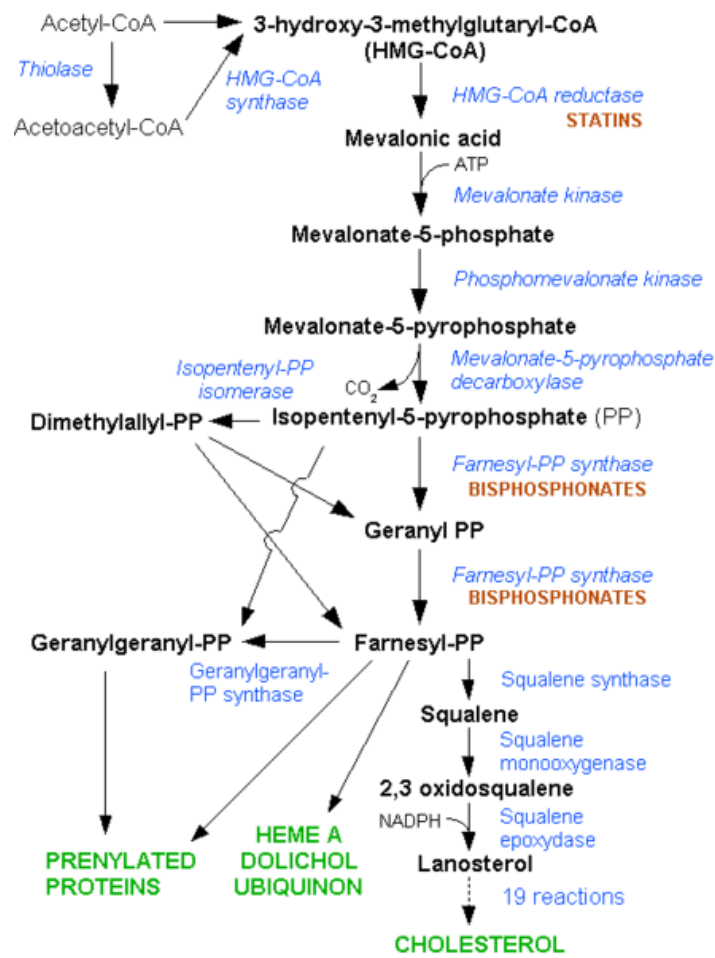 Acetyl-CoA
3-hydroxy-3-methylglutaryl-CoA
(HMG-CoA)
Thiolase
HMG-CoA
synthase
HMG-CoA reductase
STATINS
Acetoacetyl-CoA
Mevalonic acid
ATP
Mevalonate kinase
Mevalonate-5-phosphate
Phosphomevalonate kinase
Mevalonate-5-pyrophosphate
Isopentenyl-PP
isomerase
CO2
Mevalonate-5-pyrophosphate
decarboxylase
Dimethylallyl-PP
Isopentenyl-5-pyrophosphate (PP)
Farnesyl-PP synthase
BISPHOSPHONATES
Geranyl PP
Farnesyl-PP synthase
BISPHOSPHONATES
Geranylgeranyl-PP
Farnesyl-PP
Geranylgeranyl-
PP synthase
Squalene synthase
Squalene
Squalene
monooxygenase
2,3 oxidosqualene
NADPH
Squalene
epoxydase
HEME A
DOLICHOL
UBIQUINON
PRENYLATED
PROTEINS
Lanosterol
19 reactions
CHOLESTEROL